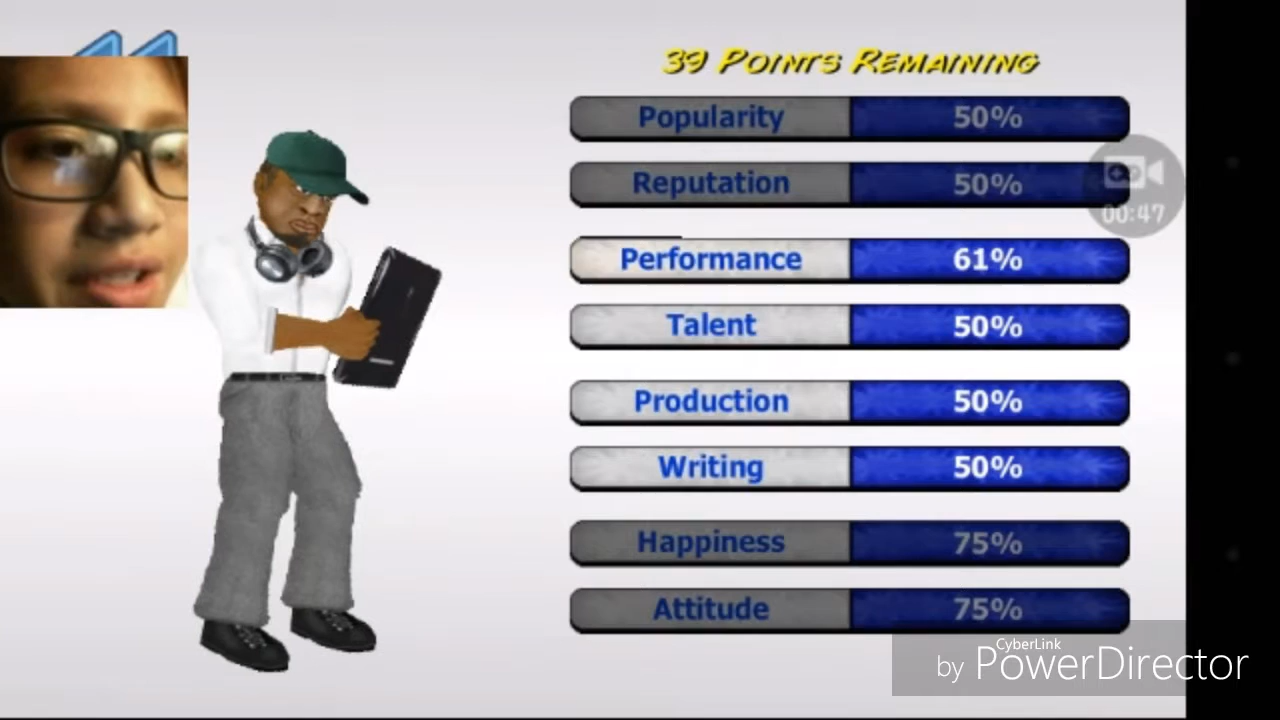 39 Points Remaining
Popularity 50%
Reputation 50%
00:47
Performance 61%
Talent 50%
Production 50%
Writing 50%
Happiness 75%
Attitude 75%
CyberLink
by PowerDirector